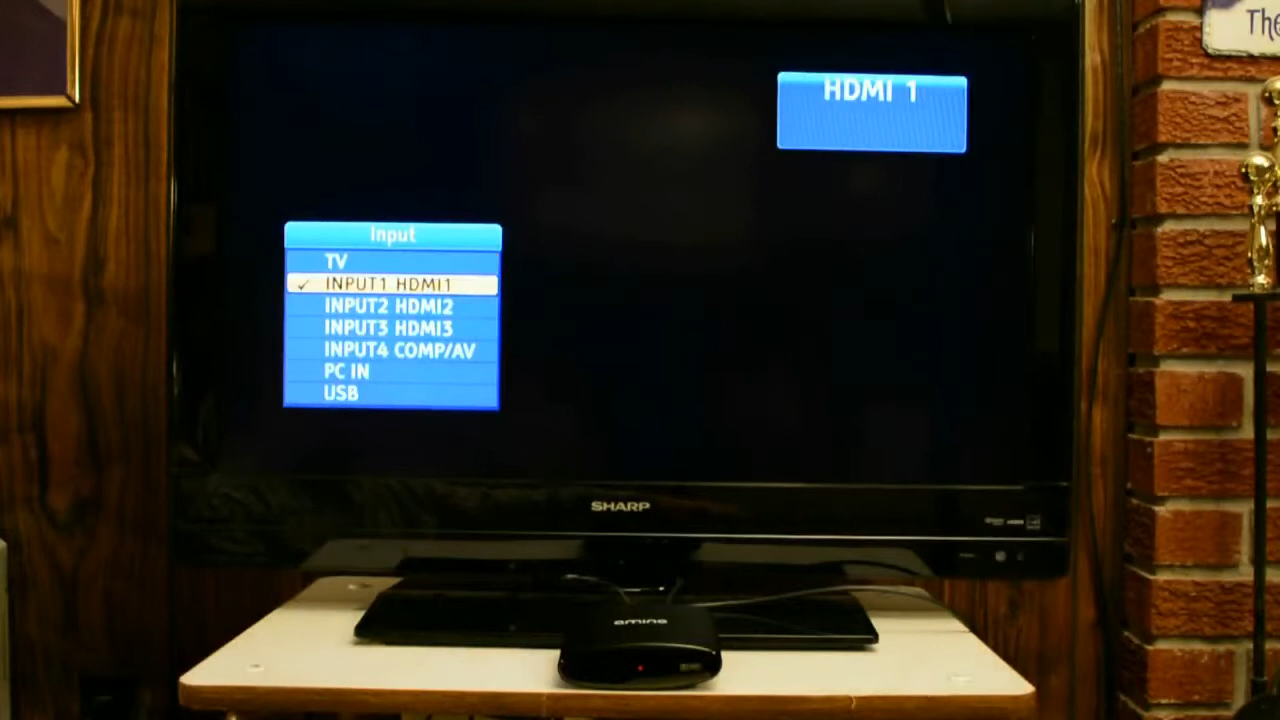 The
HDMI 1
Input
TV
INPUT1 HDMI1
INPUT2 HDMI2
INPUT3 HDMI3
INPUT4 COMP/AV
PC IN
USB
SHARP
amino